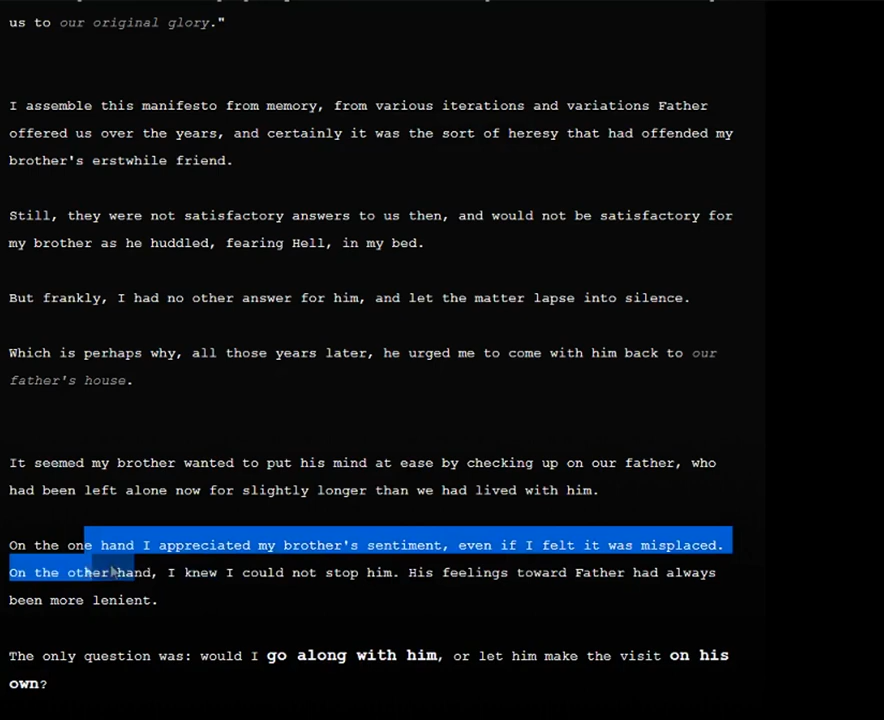 us to our original glory."
I assemble this manifesto from memory, from various iterations and variations Father
offered us over the years, and certainly it was the sort of heresy that had offended my
brother's erstwhile friend.
Still, they were not satisfactory answers to us then, and would not be satisfactory for
my brother as he huddled, fearing Hell, in my bed.
But frankly, I had no other answer for him, and let the matter lapse into silence.
Which is perhaps why, all those years later, he urged me to come with him back to our
father's house.
It seemed my brother wanted to put his mind at ease by checking up on our father, who
had been left alone now for slightly longer than we had lived with him.
On the one hand I appreciated my brother's sentiment, even if I felt it was misplaced.
On the other hand, I knew I could not stop him. His feelings toward Father had always
been more lenient.
The only question was: would I go along with him, or let him make the visit on his
own?